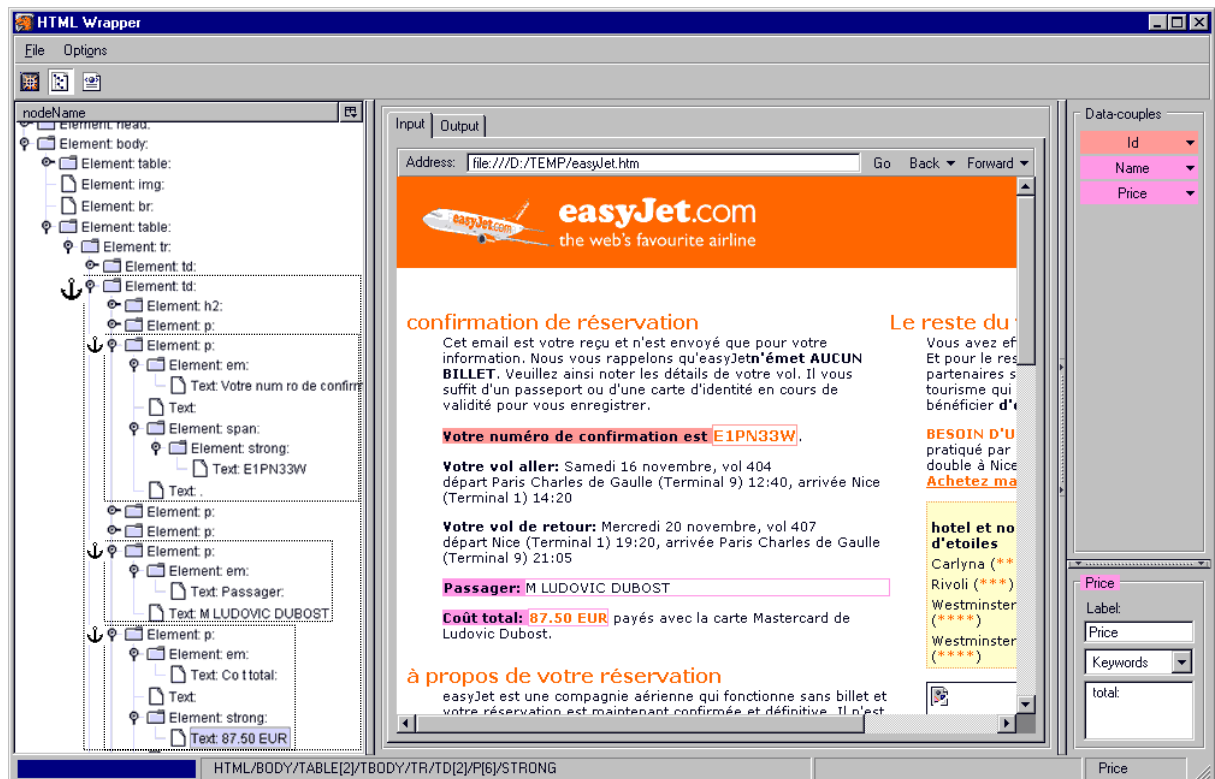 HTML Wrapper
File Options
nodeName
Element: head:
Element: body:
Element: table:
Element: img:
Element: br:
Element: table:
Element: tr:
Element: td:
Element: td:
Element: h2:
Element: p:
Element: p:
Element: em:
Text: Votre num ro de confirm
Text:
Element: span:
Element: strong:
Text: E1PN33W
Text: .
Element: p:
Element: p:
Element: p:
Element: em:
Text: Passager:
Text: M LUDOVIC DUBOST
Element: p:
Element: em:
Text: Co t total:
Text:
Element: strong:
Text: 87.50 EUR
Input Output
Address: file:///D:/TEMP/easyJet.htm Go Back Forward
easyJet.com
easyJet.com
the web's favourite airline
confirmation de réservation
Cet email est votre reçu et n'est envoyé que pour votre
information. Nous vous rappelons qu'easyJetn'émet AUCUN
BILLET. Veuillez ainsi noter les détails de votre vol. Il vous
suffit d'un passeport ou d'une carte d'identité en cours de
validité pour vous enregistrer.
Votre numéro de confirmation est E1PN33W.
Votre vol aller: Samedi 16 novembre, vol 404
départ Paris Charles de Gaulle (Terminal 9) 12:40, arrivée Nice
(Terminal 1) 14:20
Votre vol de retour: Mercredi 20 novembre, vol 407
départ Nice (Terminal 1) 19:20, arrivée Paris Charles de Gaulle
(Terminal 9) 21:05
Passager: M LUDOVIC DUBOST
Coût total: 87.50 EUR payés avec la carte Mastercard de
Ludovic Dubost.
à propos de votre réservation
easyJet est une compagnie aérienne qui fonctionne sans billet et
votre réservation est maintenant confirmée et définitive. Il n'est
Le reste du
Vous avez ef
Et pour le res
partenaires s
tourisme qui
bénéficier d'
BESOIN D'U
pratiqué par
double à Nice
Achetez ma
hotel et no
d'etoiles
Carlyna (**
Rivoli (***)
Westminster
(****)
Westminster
(****)
Data-couples
Id
Name
Price
Price
Label:
Price
Keywords
total:
HTML/BODY/TABLE[2]/TBODY/TR/TD[2]/P[6]/STRONG
Price